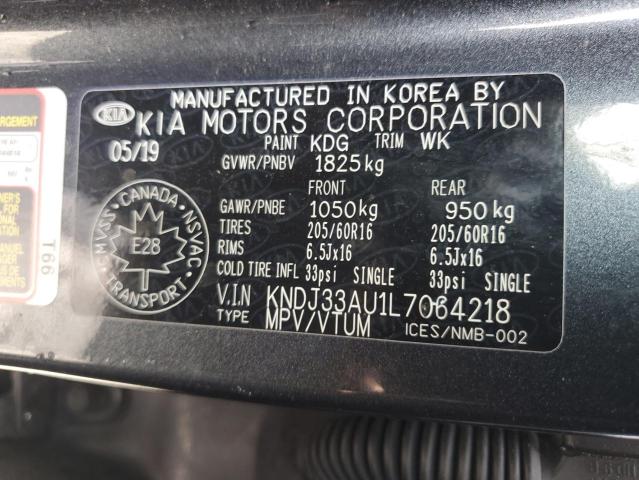 MANUFACTURED IN KOREA BY
KIA KIA MOTORS CORPORATION
05/19 PAINT KDG TRIM WK
GVWR/PNBV 1825kg
FRONT REAR
GAWR/PNBE 1050kg 950kg
TIRES 205/60R16 205/60R16
RIMS 6.5Jx16 6.5Jx16
COLD TIRE INFL 33psi SINGLE 33psi SINGLE
V.I.N KNDJ33AU1L7064218
TYPE MPV/VTUM ICES/NMB-002
CANADA
MVSA NSVAC
E28
TRANSPORT
T66